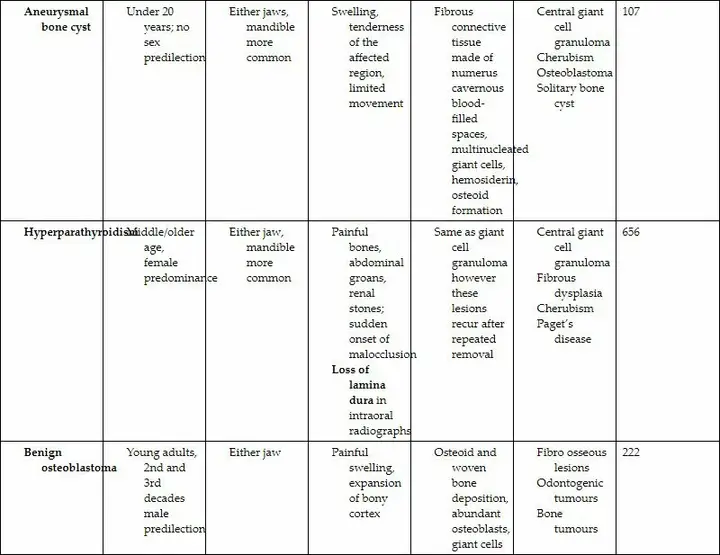 Aneurysmal
bone cyst
Under 20
years; no
sex
predilection
Either jaws,
mandible
more
common
Swelling,
tenderness
of the
affected
region,
limited
movement
Fibrous
connective
tissue
made of
numerus
cavernous
blood-
filled
spaces,
multinucleated
giant cells,
hemosiderin,
osteoid
formation
Central giant
cell
granuloma
Cherubism
Osteoblastoma
Solitary bone
cyst
107
Hyperparathyroidism
Middle/older
age,
female
predominance
Either jaw,
mandible
more
common
Painful
bones,
abdominal
groans,
renal
stones;
sudden
onset of
malocclusion
Loss of
lamina
dura in
intraoral
radiographs
Same as giant
cell
granuloma
however
these
lesions
recur after
repeated
removal
Central giant
cell
granuloma
Fibrous
dysplasia
Cherubism
Paget's
disease
656
Benign
osteoblastoma
Young adults,
2nd and
3rd
decades
male
predilection
Either jaw
Painful
swelling,
expansion
of bony
cortex
Osteoid and
woven
bone
deposition,
abundant
osteoblasts,
giant cells
Fibro osseous
lesions
Odontogenic
tumours
Bone
tumours
222